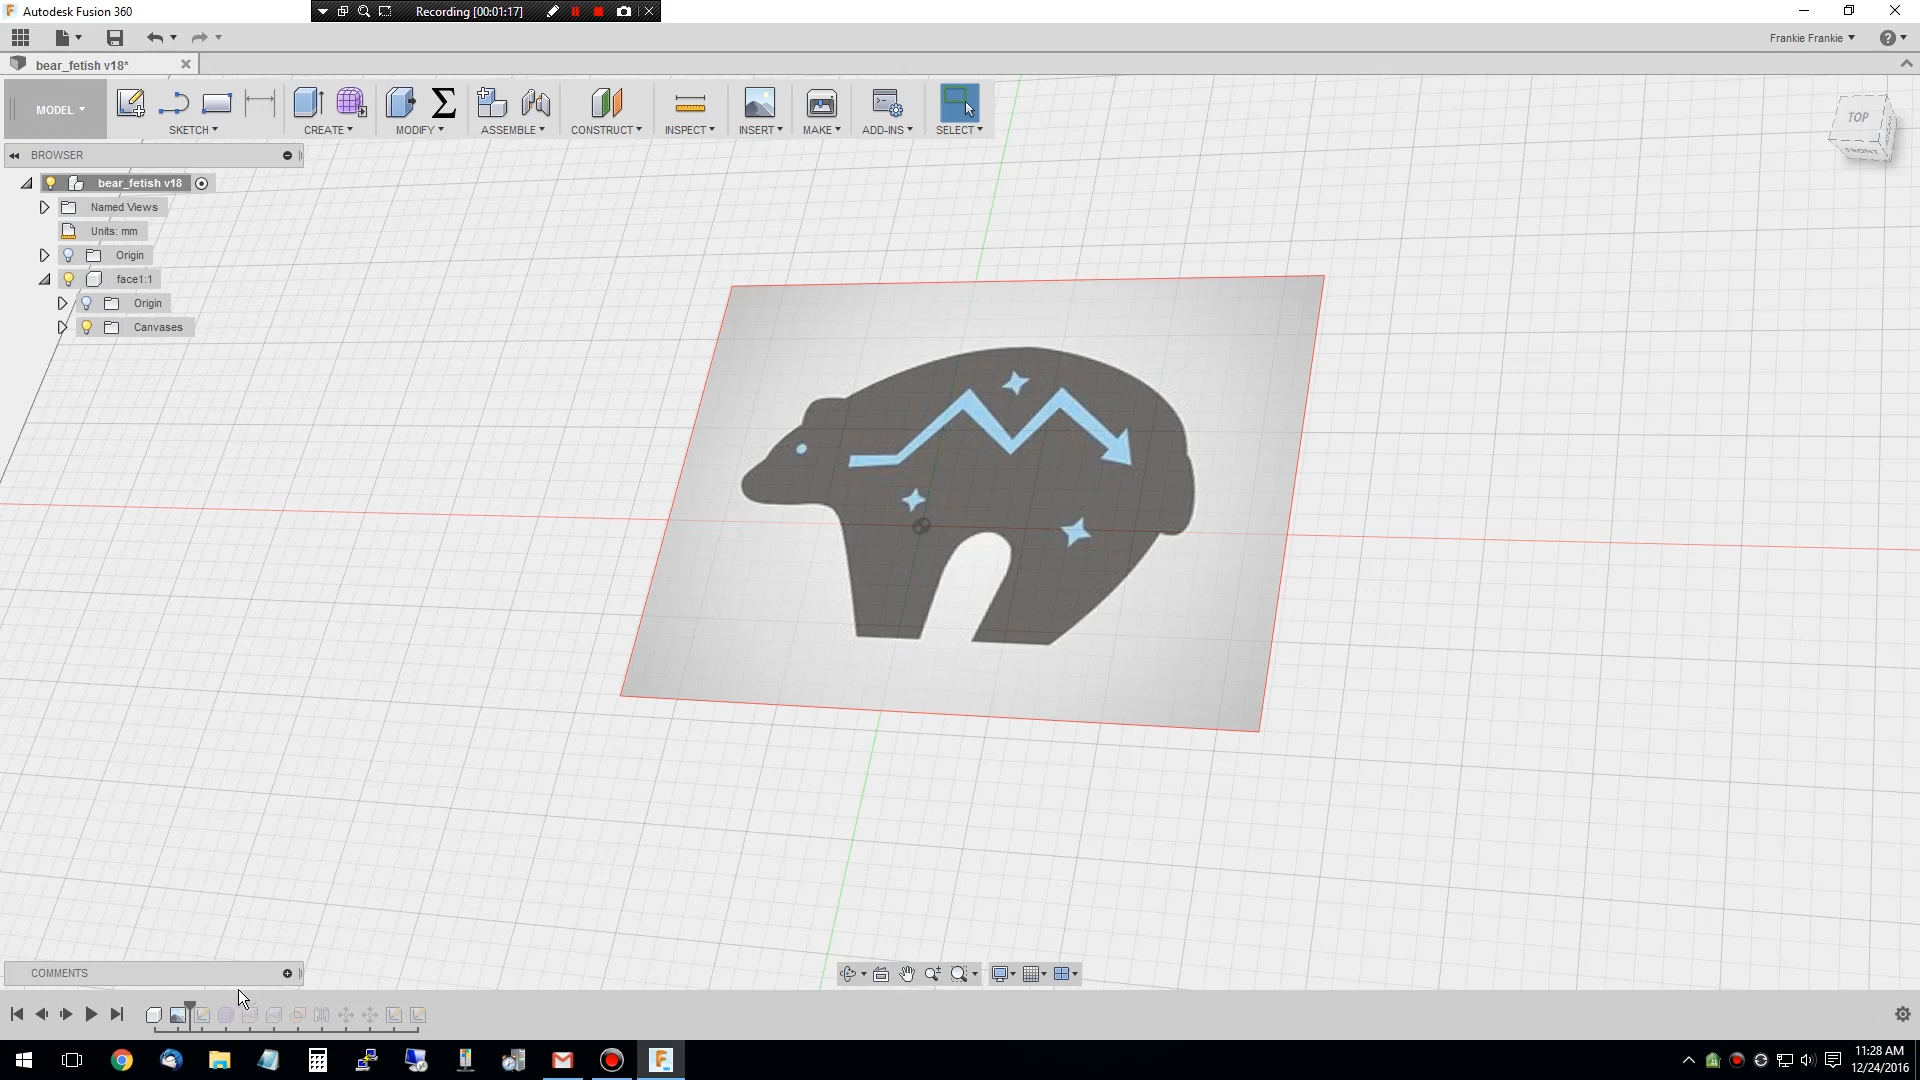 Autodesk Fusion 360
Recording [00:01:17]
Frankie Frankie
bear_fetish v18*
MODEL
SKETCH
CREATE
MODIFY
ASSEMBLE
CONSTRUCT
INSPECT
INSERT
MAKE
ADD-INS
SELECT
TOP
FRONT
BROWSER
bear_fetish v18
Named Views
Units: mm
Origin
face1:1
Origin
Canvases
COMMENTS
11:28 AM
12/24/2016